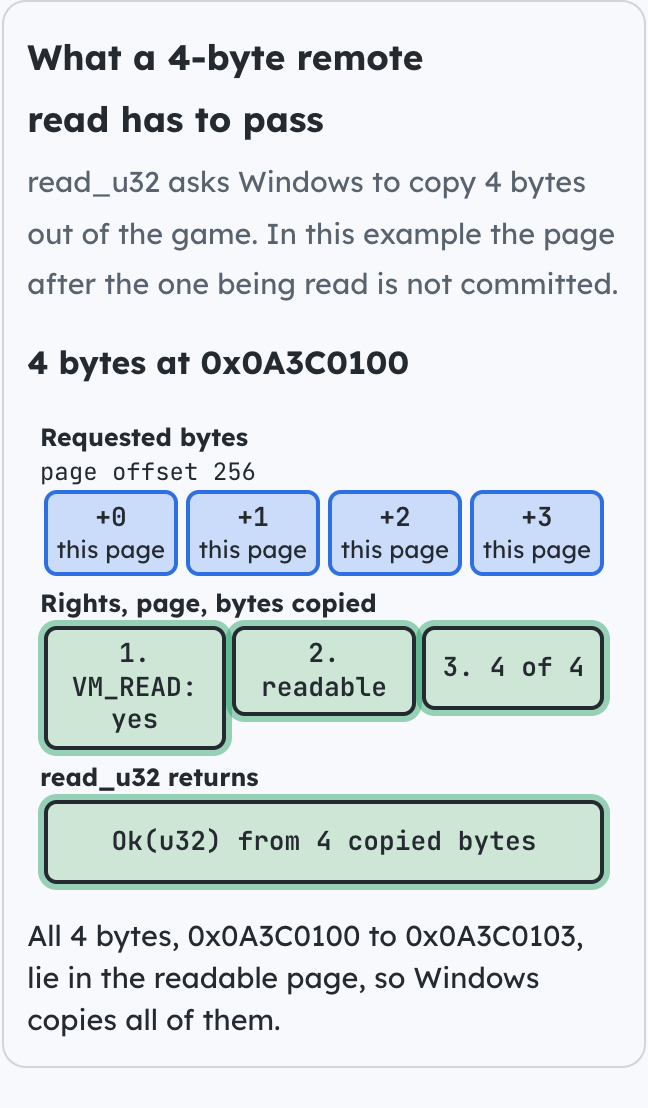 What a 4-byte remote
read has to pass
read_u32 asks Windows to copy 4 bytes
out of the game. In this example the page
after the one being read is not committed.
4 bytes at 0x0A3C0100
Requested bytes
page offset 256
+0
this page
+1
this page
+2
this page
+3
this page
Rights, page, bytes copied
1.
VM_READ:
yes
2.
readable
3. 4 of 4
read_u32 returns
Ok(u32) from 4 copied bytes
All 4 bytes, 0x0A3C0100 to 0x0A3C0103,
lie in the readable page, so Windows
copies all of them.